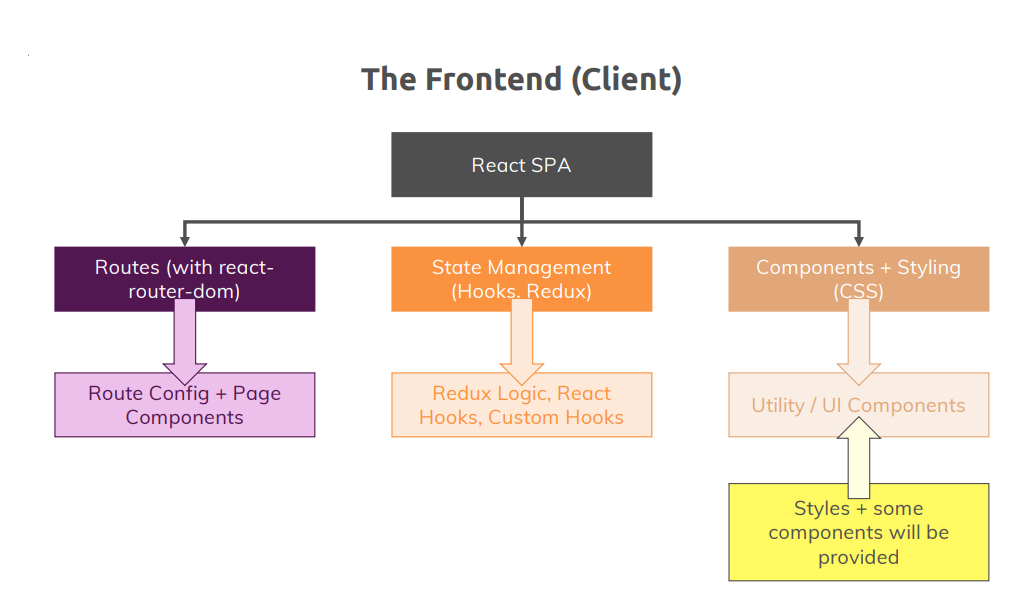 The Frontend (Client)
React SPA
Routes (with react-
router-dom)
State Management
(Hooks, Redux)
Components + Styling
(CSS)
Route Config + Page
Components
Redux Logic, React
Hooks, Custom Hooks
Utility / UI Components
Styles + some
components will be
provided